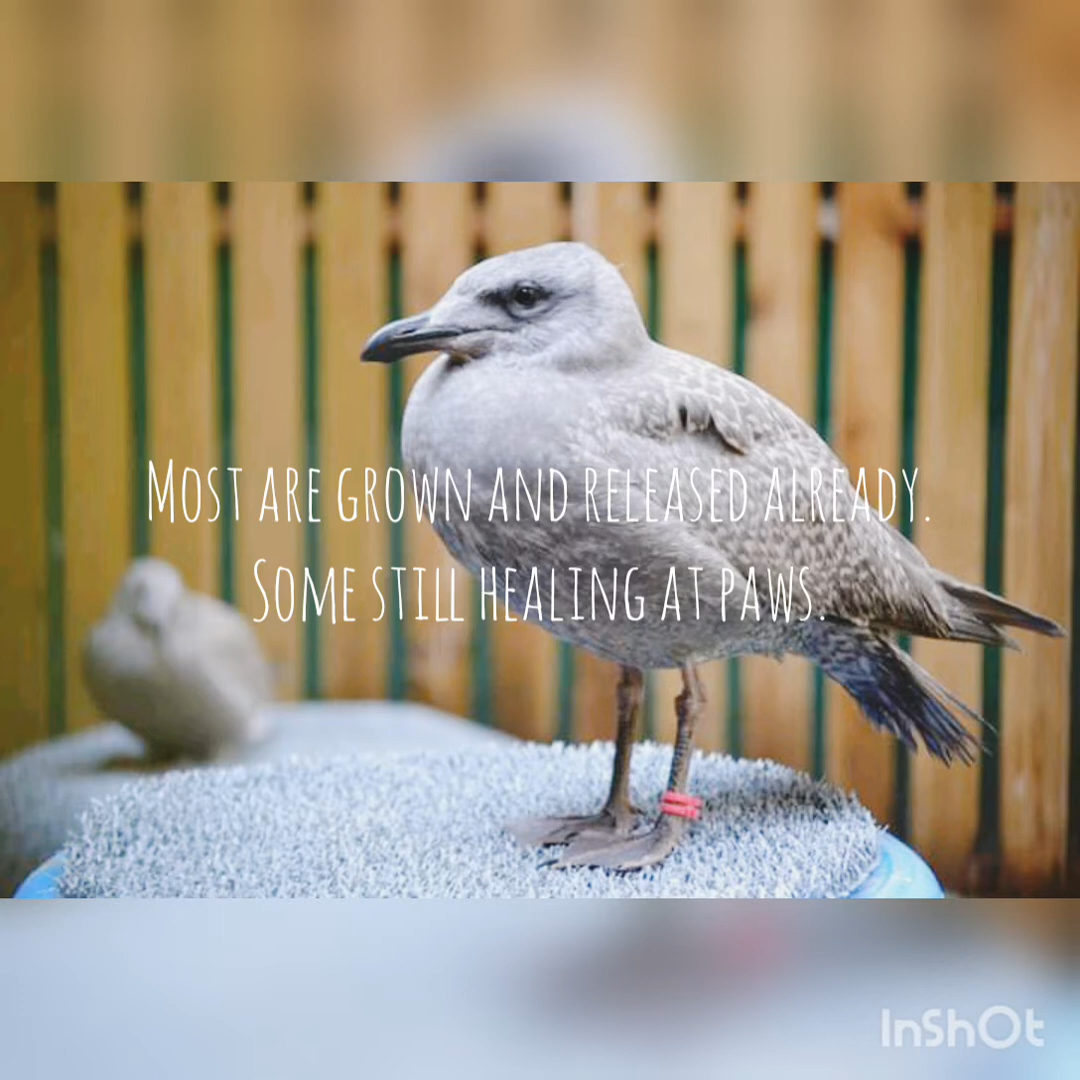 Most are grown and released already.
Some still healing at paws.
InShOt